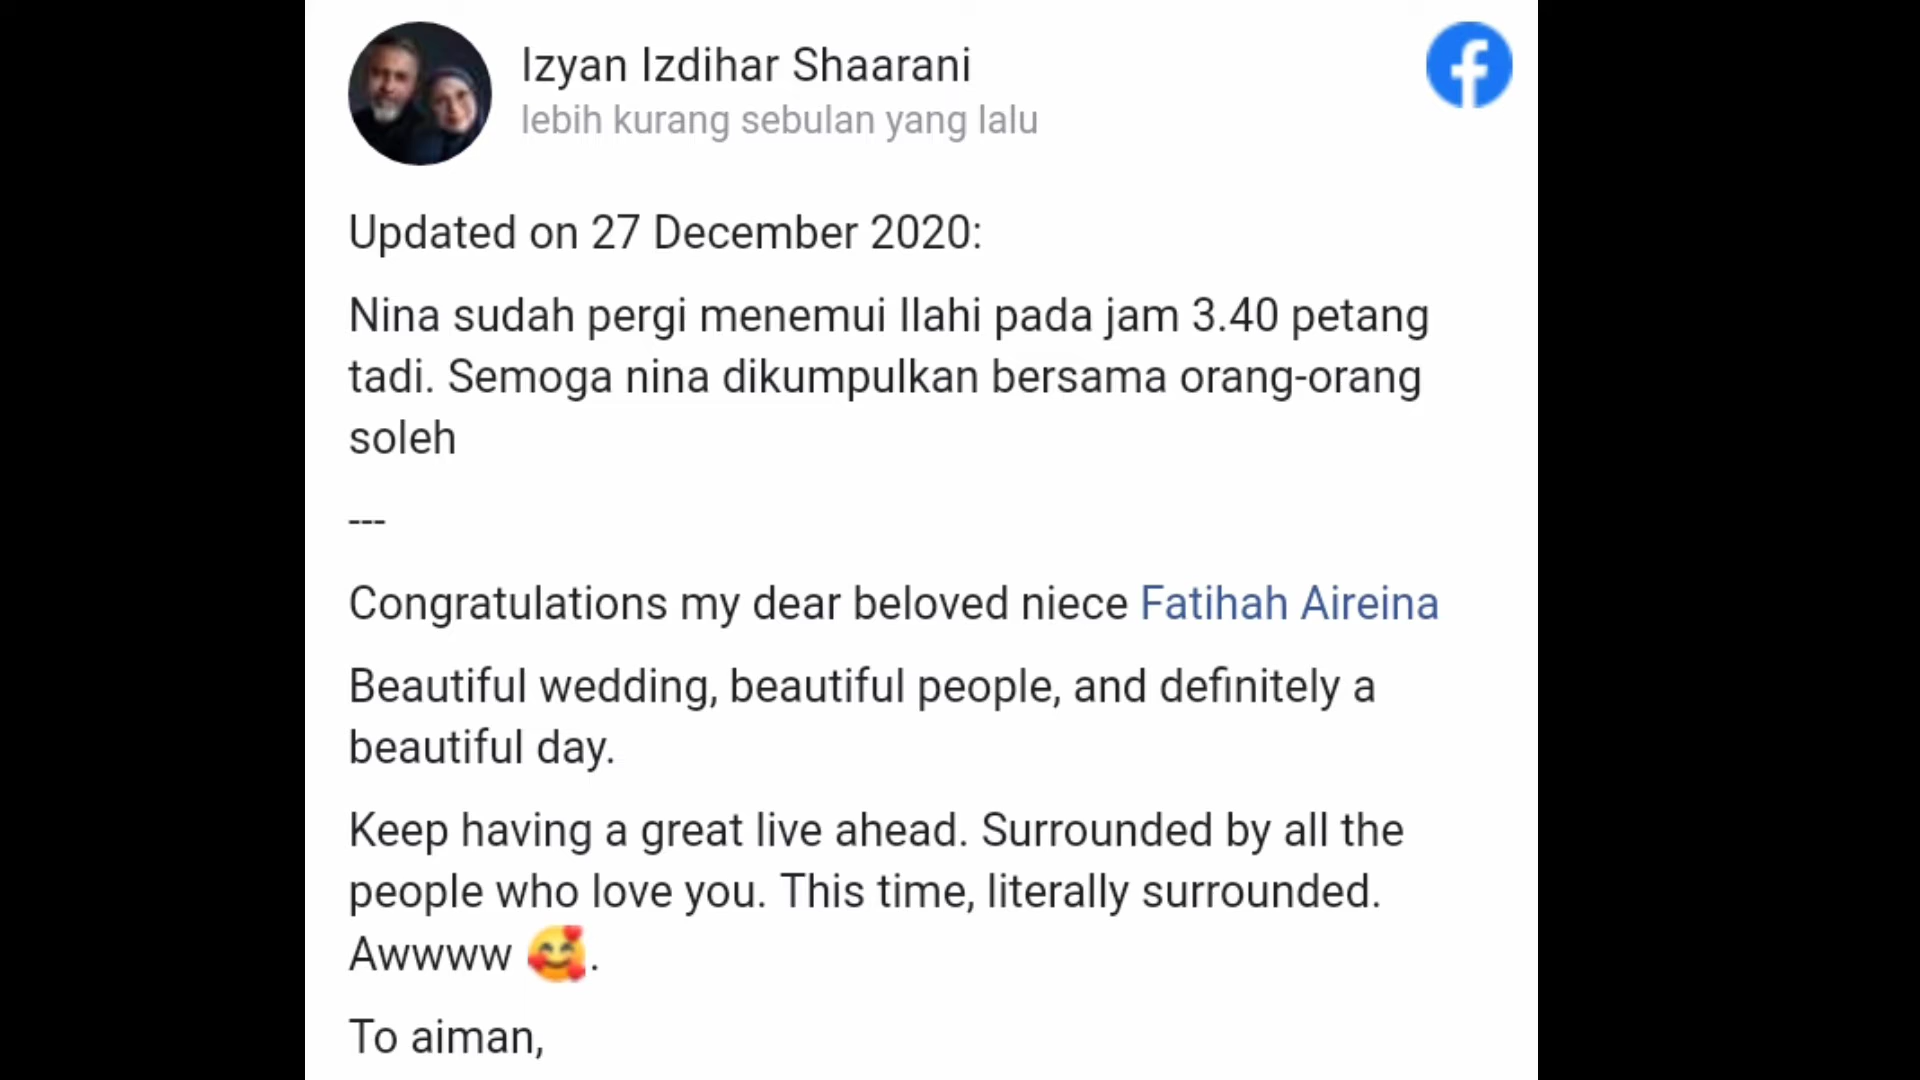 Izyan Izdihar Shaarani
lebih kurang sebulan yang lalu
Updated on 27 December 2020:
Nina sudah pergi menemui Ilahi pada jam 3.40 petang
tadi. Semoga nina dikumpulkan bersama orang-orang
soleh
---
Congratulations my dear beloved niece Fatihah Aireina
Beautiful wedding, beautiful people, and definitely a
beautiful day.
Keep having a great live ahead. Surrounded by all the
people who love you. This time, literally surrounded.
Awwww 🥰.
To aiman,